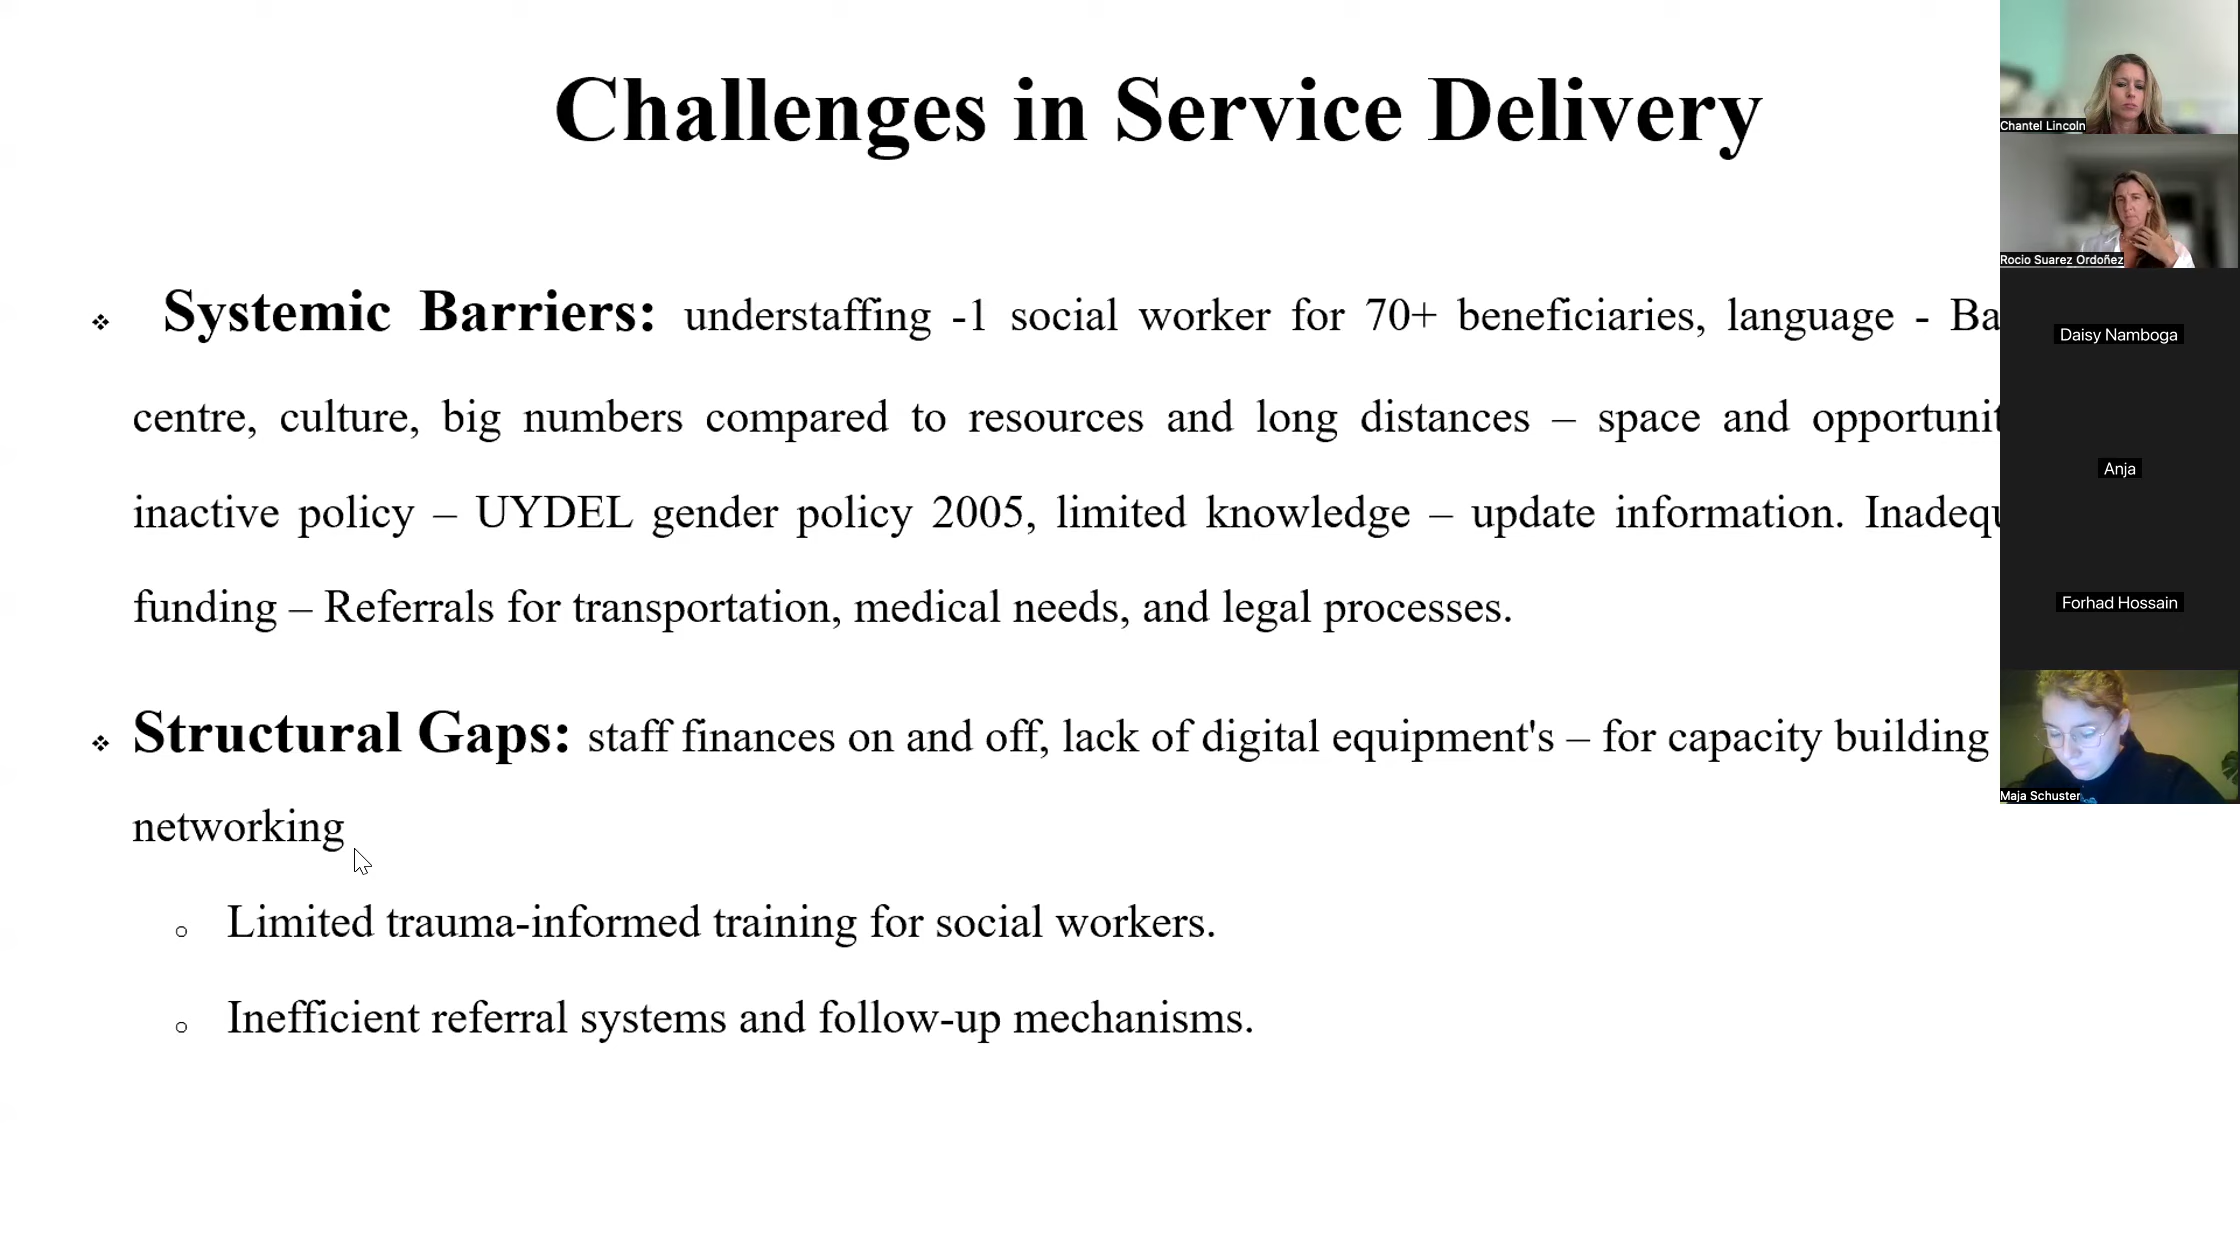 Challenges in Service Delivery
Systemic Barriers: understaffing -1 social worker for 70+ beneficiaries, language -
centre, culture, big numbers compared to resources and long distances – space and
inactive policy – UYDEL gender policy 2005, limited knowledge – update information.
funding – Referrals for transportation, medical needs, and legal processes.
Structural Gaps: staff finances on and off, lack of digital equipment's – for capacity building
networking
Limited trauma-informed training for social workers.
Inefficient referral systems and follow-up mechanisms.
Chantel Lincoln
Rocio Suarez Ordoñez
Daisy Namboga
Anja
Forhad Hossain
Maja Schuster